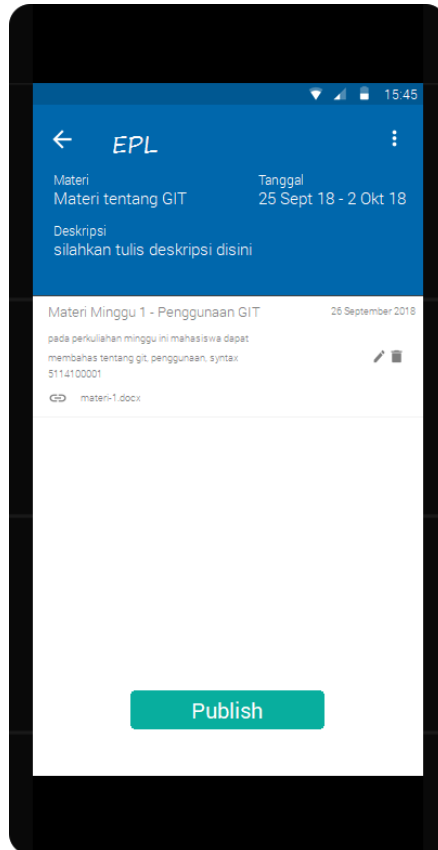 15:45
EPL
Materi
Materi tentang GIT
Tanggal
25 Sept 18 - 2 Okt 18
Deskripsi
silahkan tulis deskripsi disini
Materi Minggu 1 - Penggunaan GIT
26 September 2018
pada perkuliahan minggu ini mahasiswa dapat
membahas tentang git. penggunaan, syntax
5114100001
materi-1.docx
Publish